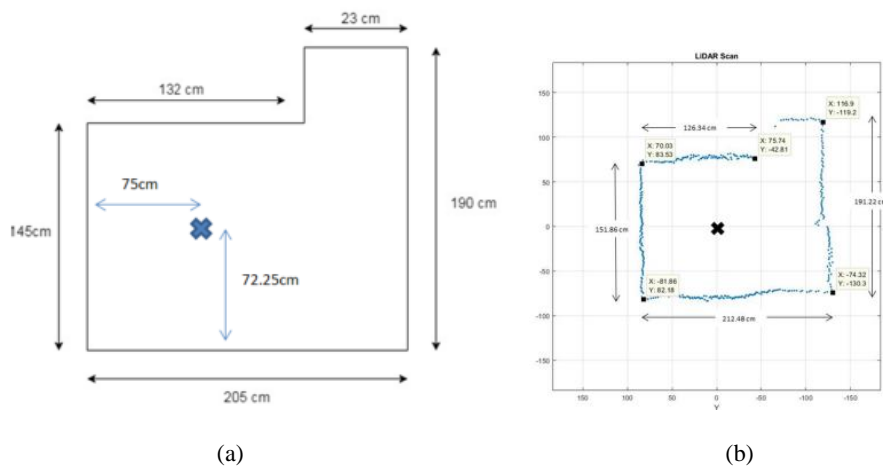 23 cm
132 cm
75cm
145cm
190 cm
72.25cm
205 cm
(a)
LiDAR Scan
150
100
50
0
-50
-100
-150
X: 116.9
Y: -119.2
126.34 cm
X: 75.74
Y: -42.81
X: 70.03
Y: 83.53
151.86 cm
191.22 cm
X: -81.86
Y: 82.18
X: -74.32
Y: -130.3
212.48 cm
150 100 50 0 -50 -100 -150
Y
(b)